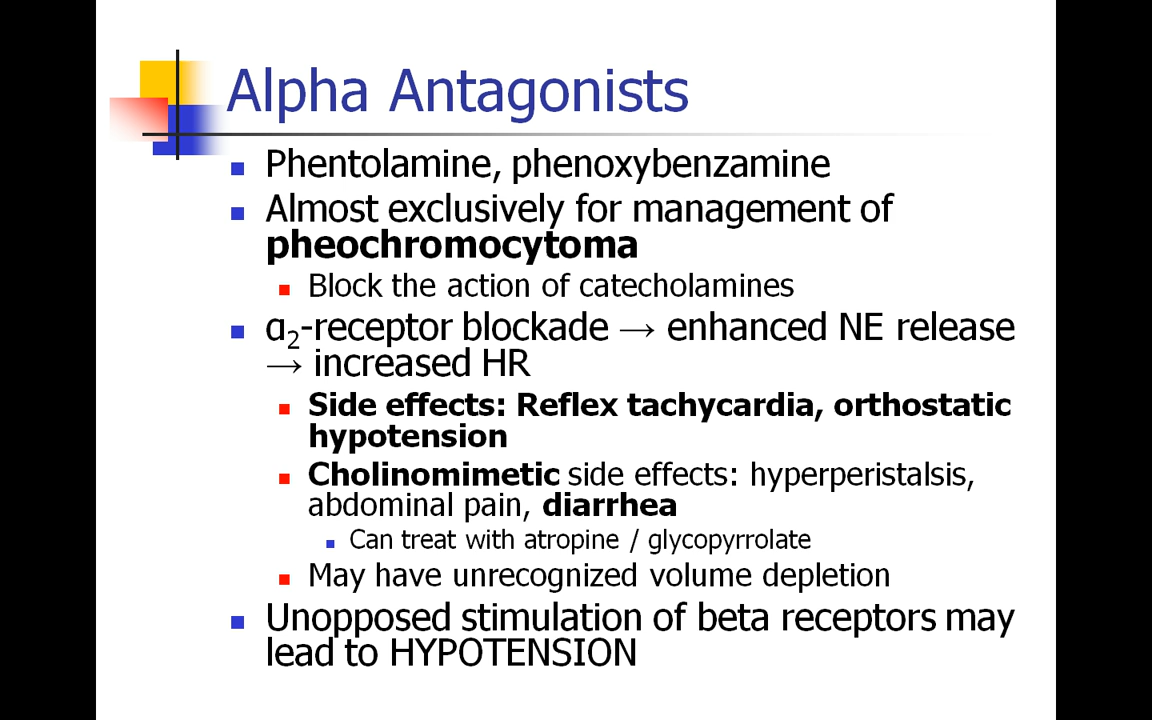 Alpha Antagonists
Phentolamine, phenoxybenzamine
Almost exclusively for management of
pheochromocytoma
Block the action of catecholamines
α₂-receptor blockade → enhanced NE release
→ increased HR
Side effects: Reflex tachycardia, orthostatic
hypotension
Cholinomimetic side effects: hyperperistalsis,
abdominal pain, diarrhea
Can treat with atropine / glycopyrrolate
May have unrecognized volume depletion
Unopposed stimulation of beta receptors may
lead to HYPOTENSION